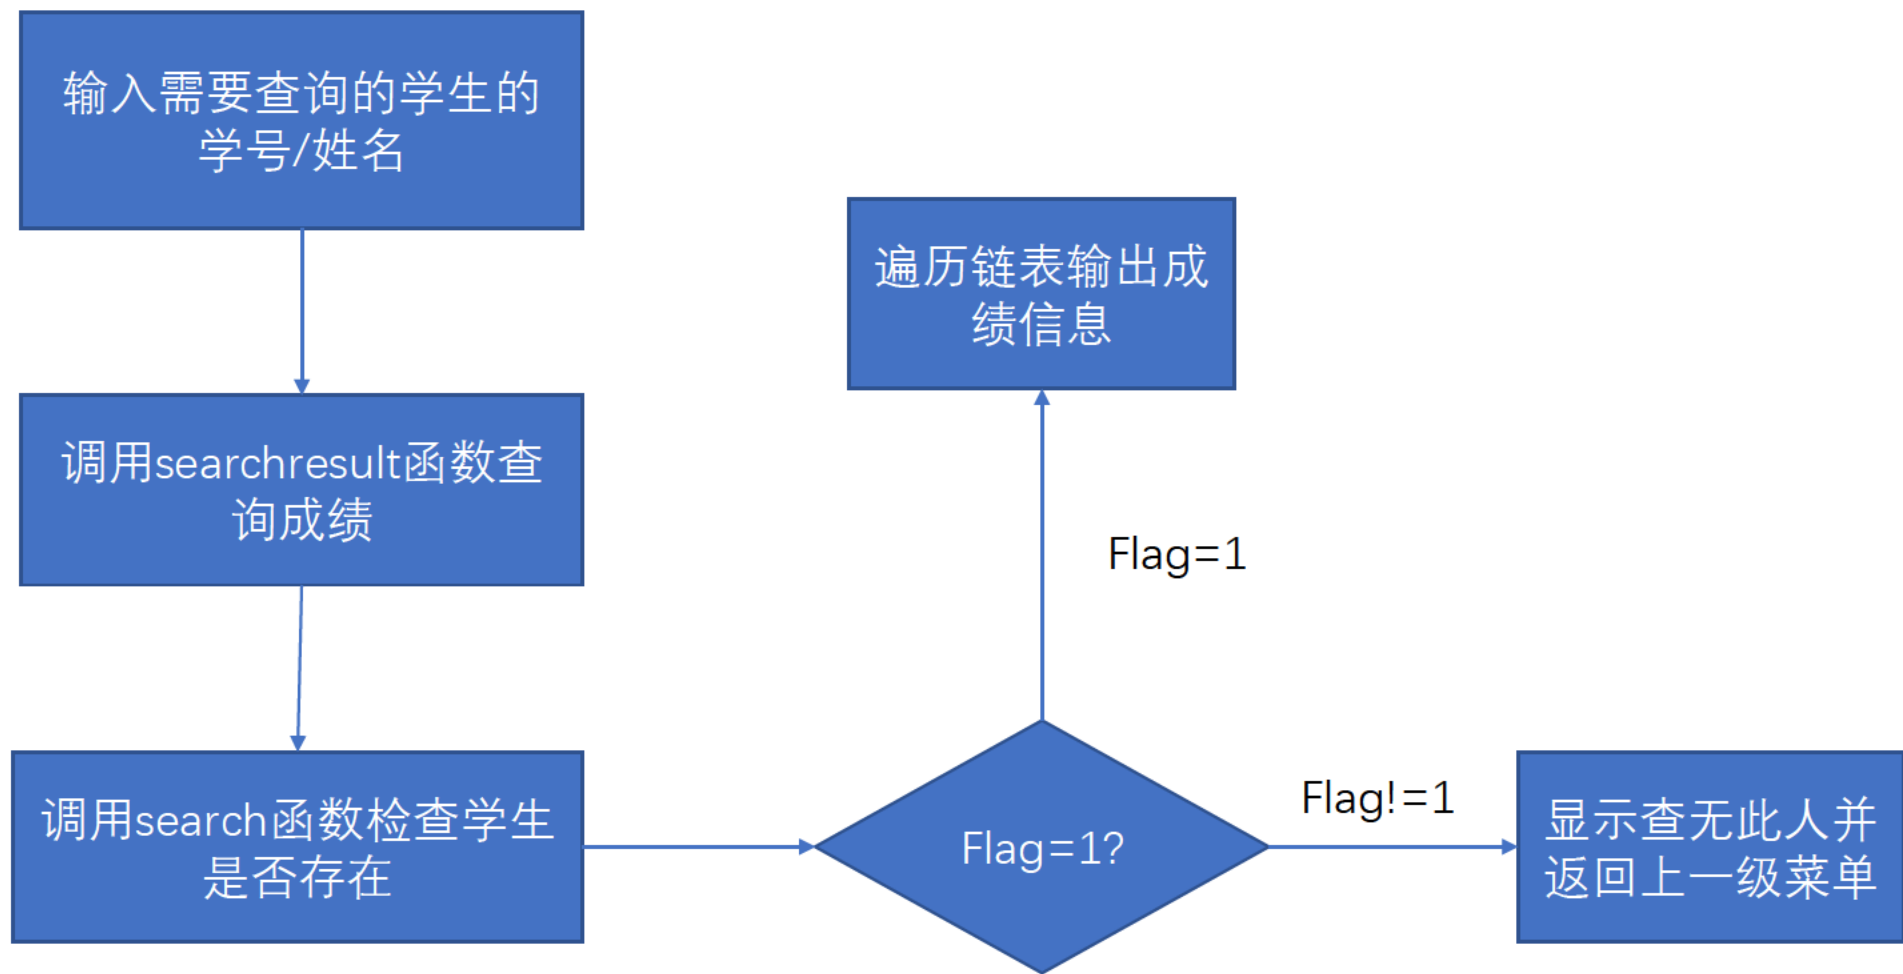 输入需要查询的学生的
学号/姓名
调用searchresult函数查
询成绩
调用search函数检查学生
是否存在
Flag=1?
Flag=1
遍历链表输出成
绩信息
Flag!=1
显示查无此人并
返回上一级菜单